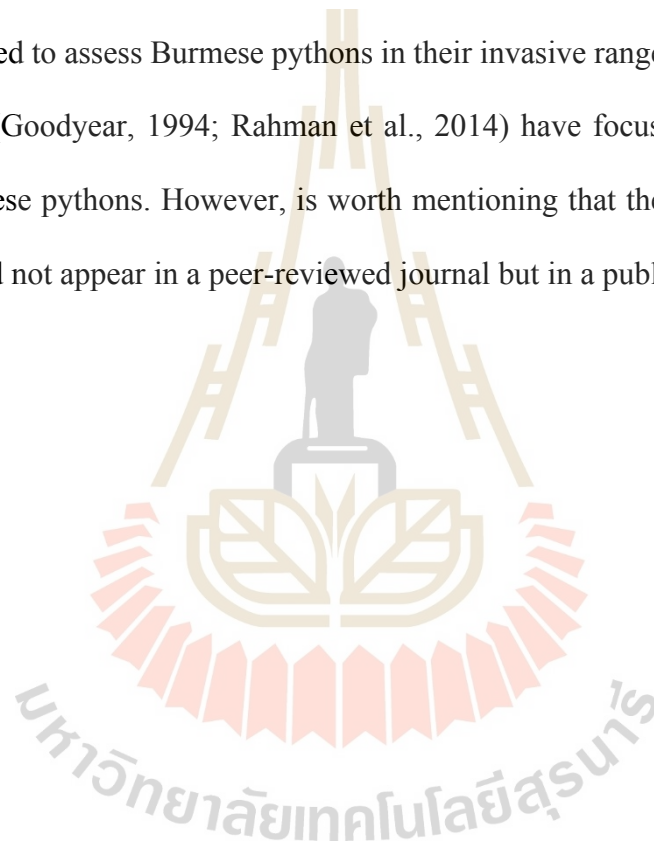 ed to assess Burmese pythons in their invasive range
Goodyear, 1994; Rahman et al., 2014) have focus
ese pythons. However, is worth mentioning that the
d not appear in a peer-reviewed journal but in a publ
มหาวิทยาลัยเทคโนโลยีสุรนารี